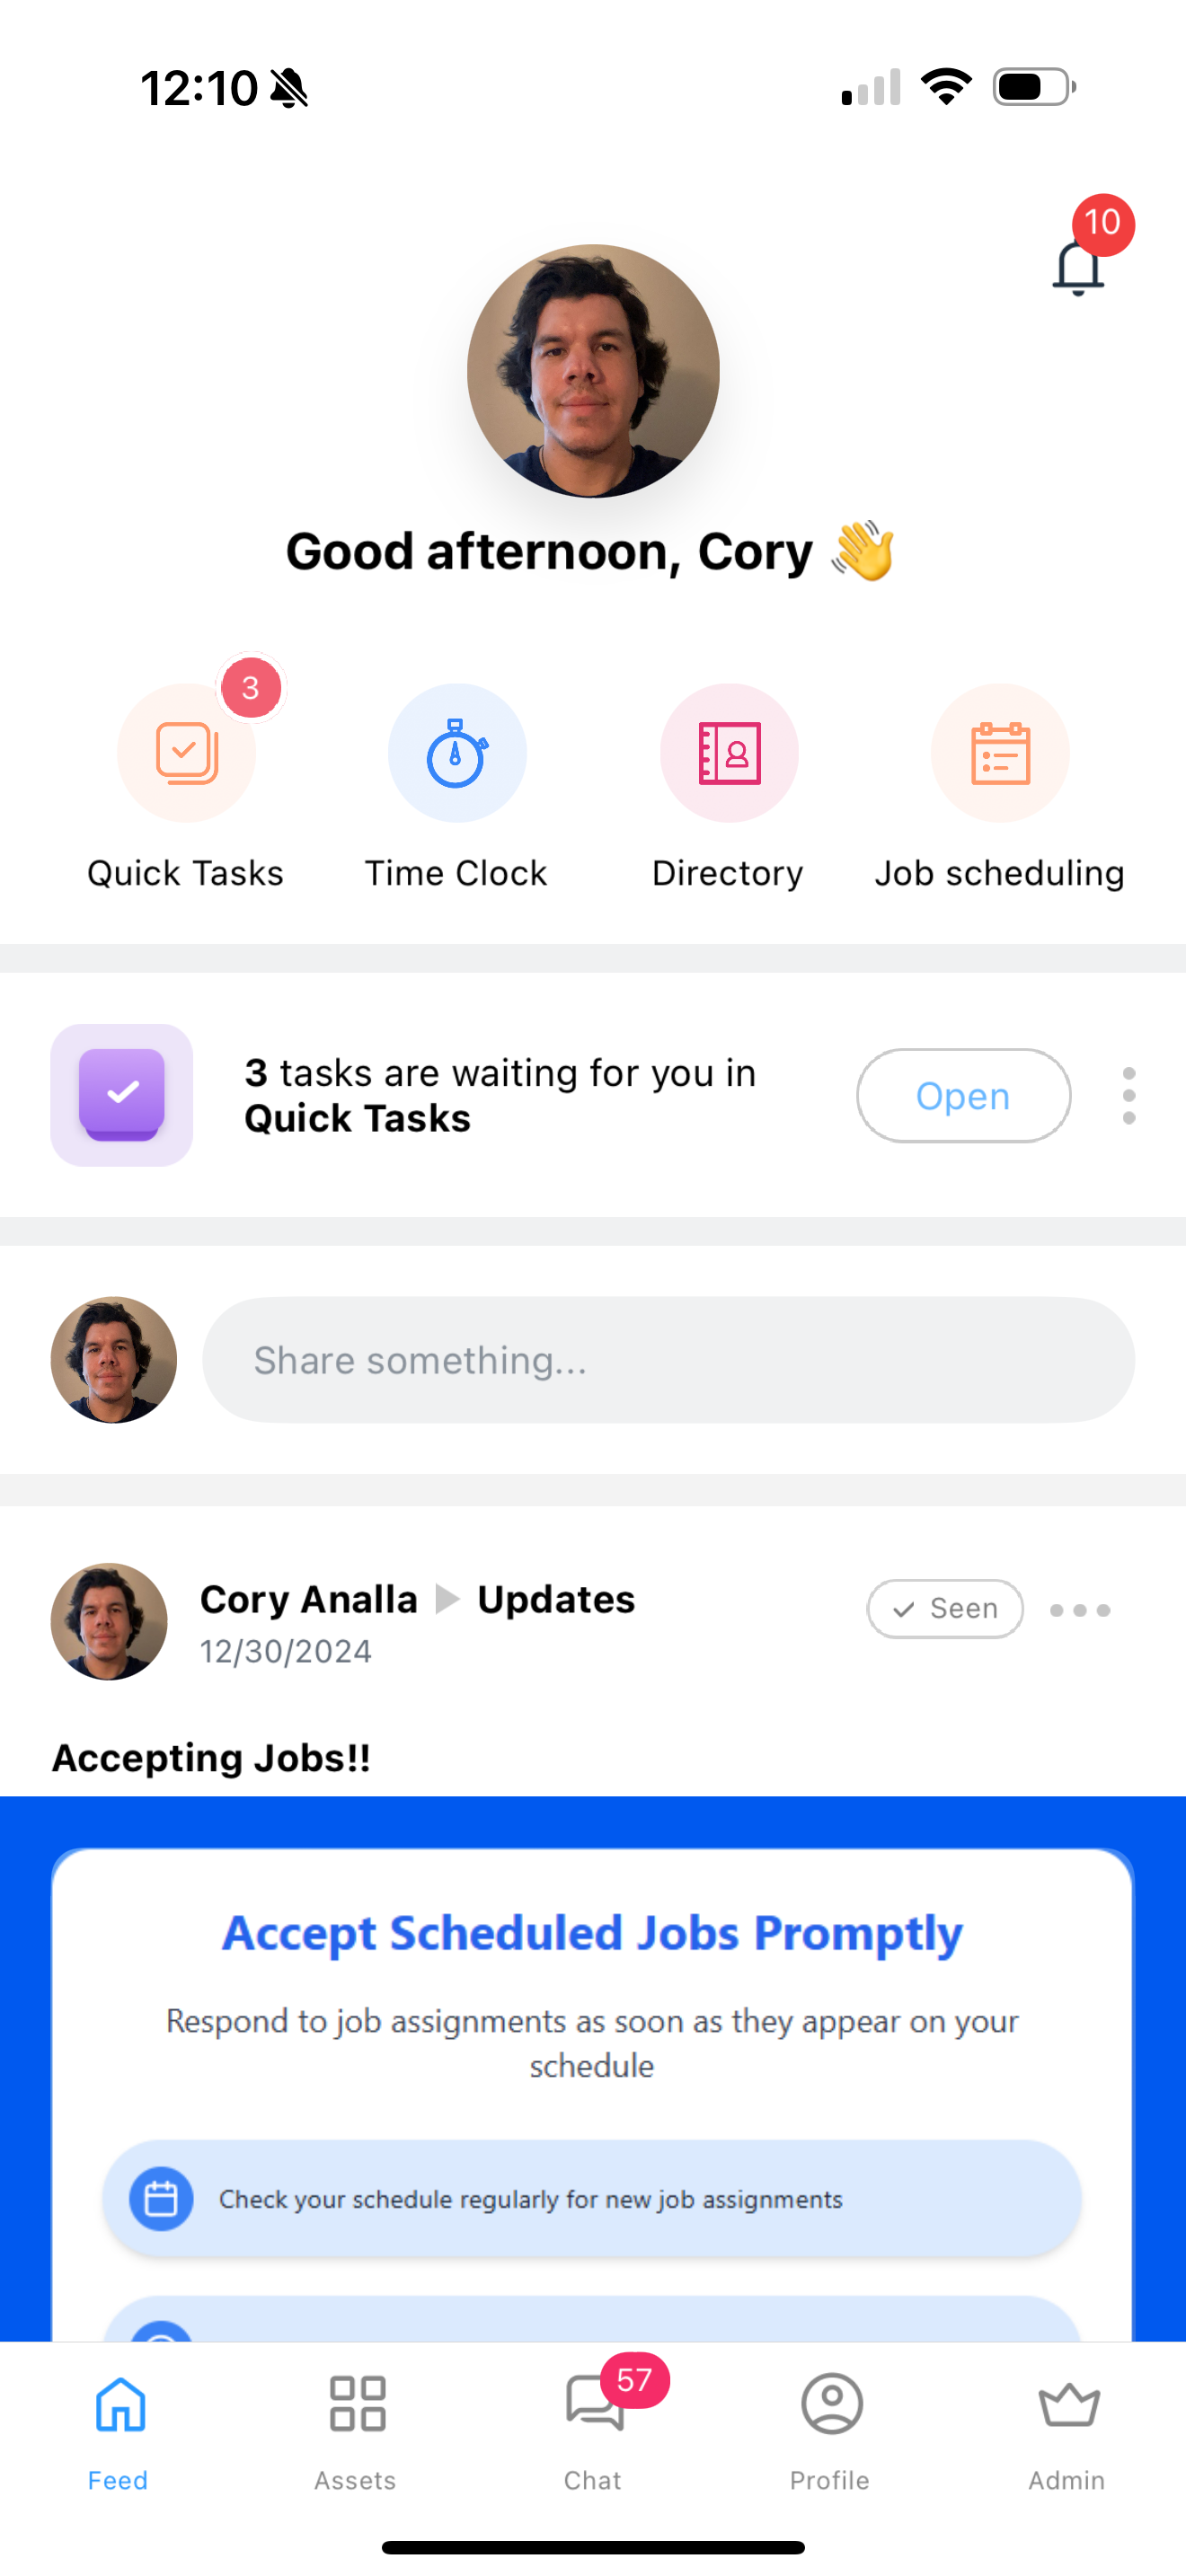 12:10
10
Good afternoon, Cory 👋
3
Quick Tasks
Time Clock
Directory
Job scheduling
3 tasks are waiting for you in
Quick Tasks
Open
Share something...
Cory Analla ▶ Updates
12/30/2024
Seen
Accepting Jobs!!
Accept Scheduled Jobs Promptly
Respond to job assignments as soon as they appear on your
schedule
Check your schedule regularly for new job assignments
57
Feed
Assets
Chat
Profile
Admin